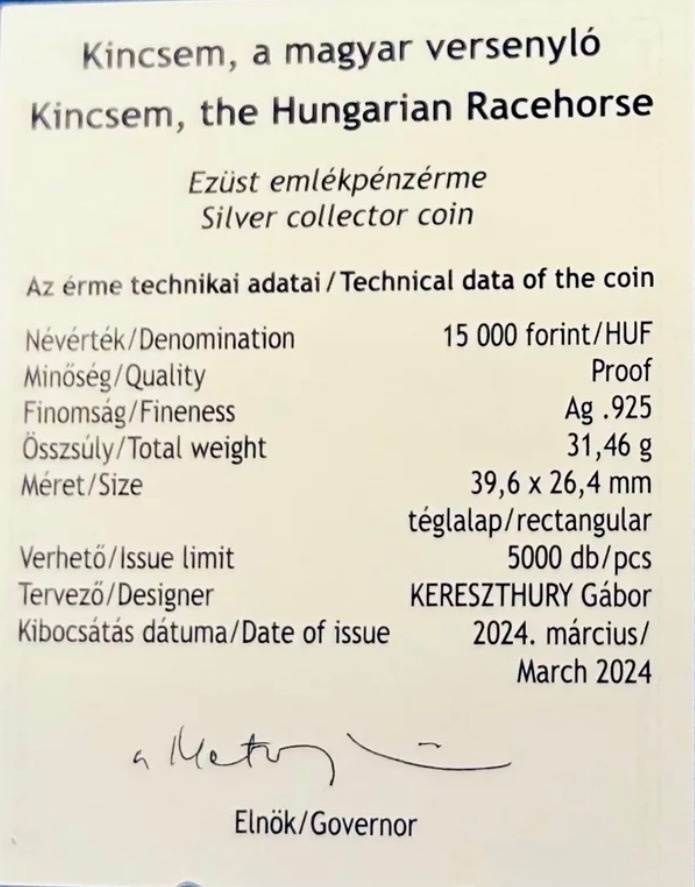 Kincsem, a magyar versenyló
Kincsem, the Hungarian Racehorse
Ezüst emlékpénzérme
Silver collector coin
Az érme technikai adatai/Technical data of the coin
Névérték/Denomination 15 000 forint/HUF
Minőség/Quality Proof
Finomság/Fineness Ag .925
Összsúly/Total weight 31,46 g
Méret/Size 39,6 x 26,4 mm
téglalap/rectangular
Verhető/Issue limit 5000 db/pcs
Tervező/Designer KERESZTHURY Gábor
Kibocsátás dátuma/Date of issue 2024. március/
March 2024
Elnök/Governor